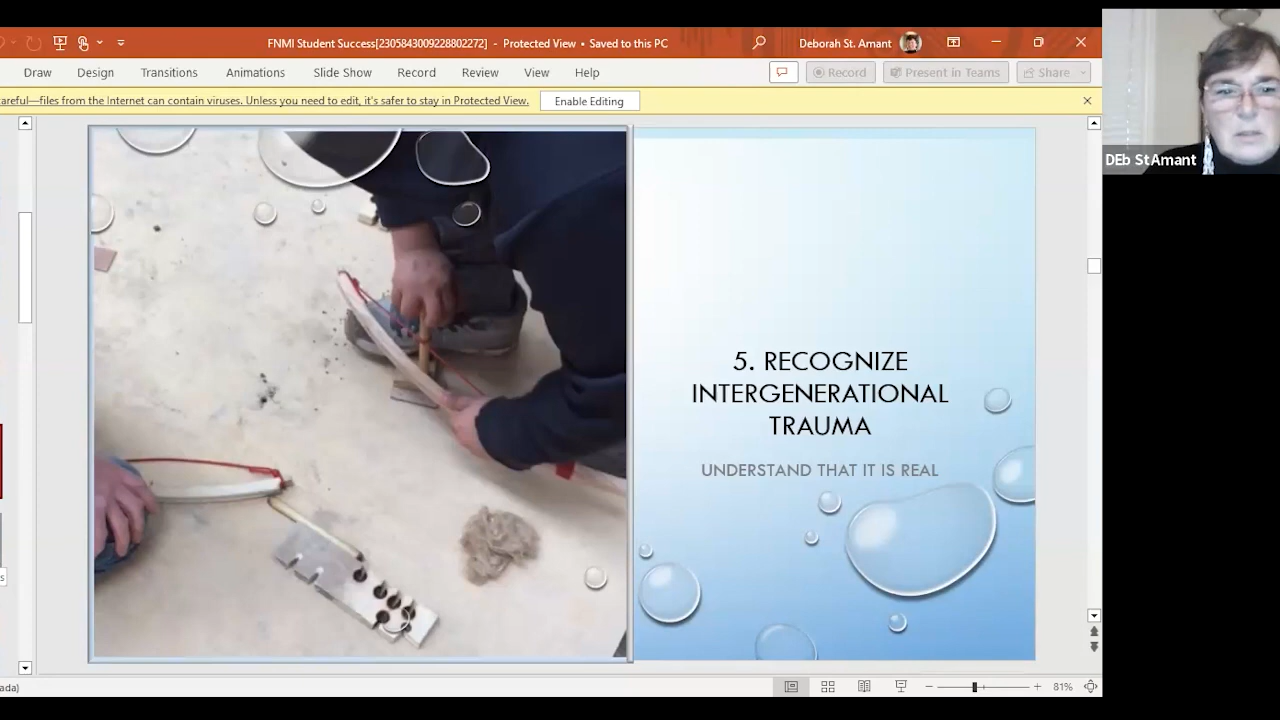 FNMI Student Success[2305843009228802272] - Protected View • Saved to this PC
Deborah St. Amant
Draw Design Transitions Animations Slide Show Record Review View Help
Record Present in Teams Share
careful—files from the Internet can contain viruses. Unless you need to edit, it's safer to stay in Protected View. Enable Editing
DEb StAmant
5. RECOGNIZE
INTERGENERATIONAL
TRAUMA
UNDERSTAND THAT IT IS REAL
s
ada)
81%